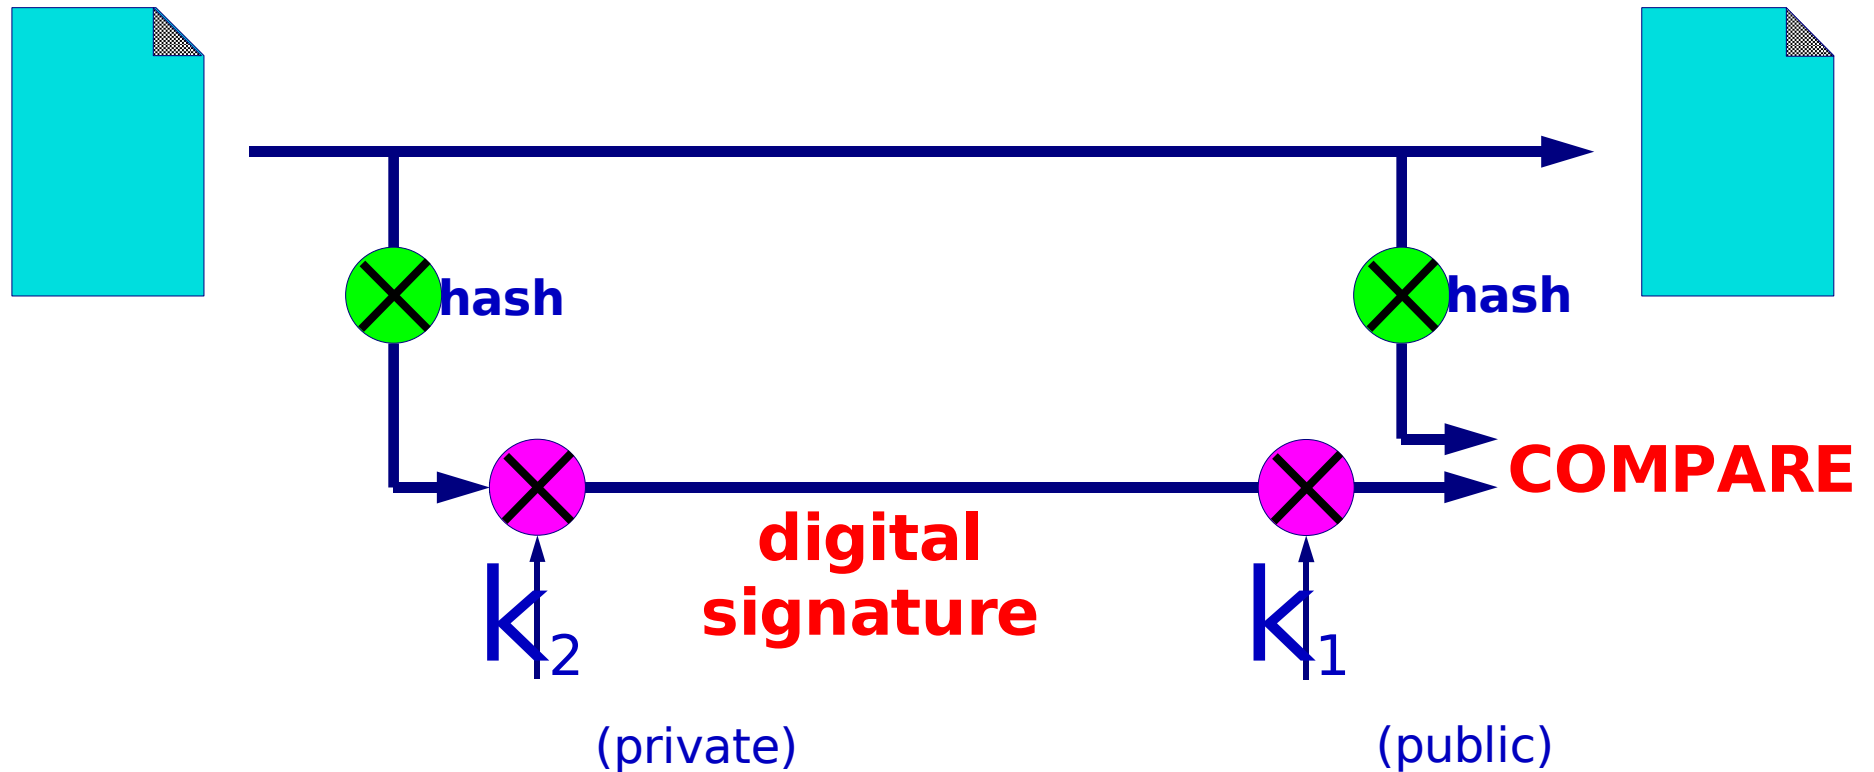 hash
hash
COMPARE
digital
signature
k₂
k₁
(private)
(public)